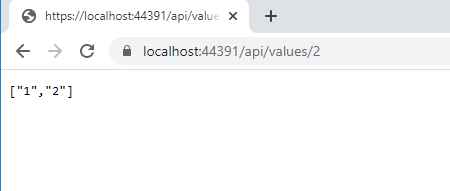 https://localhost:44391/api/value
localhost:44391/api/values/2
["1","2"]